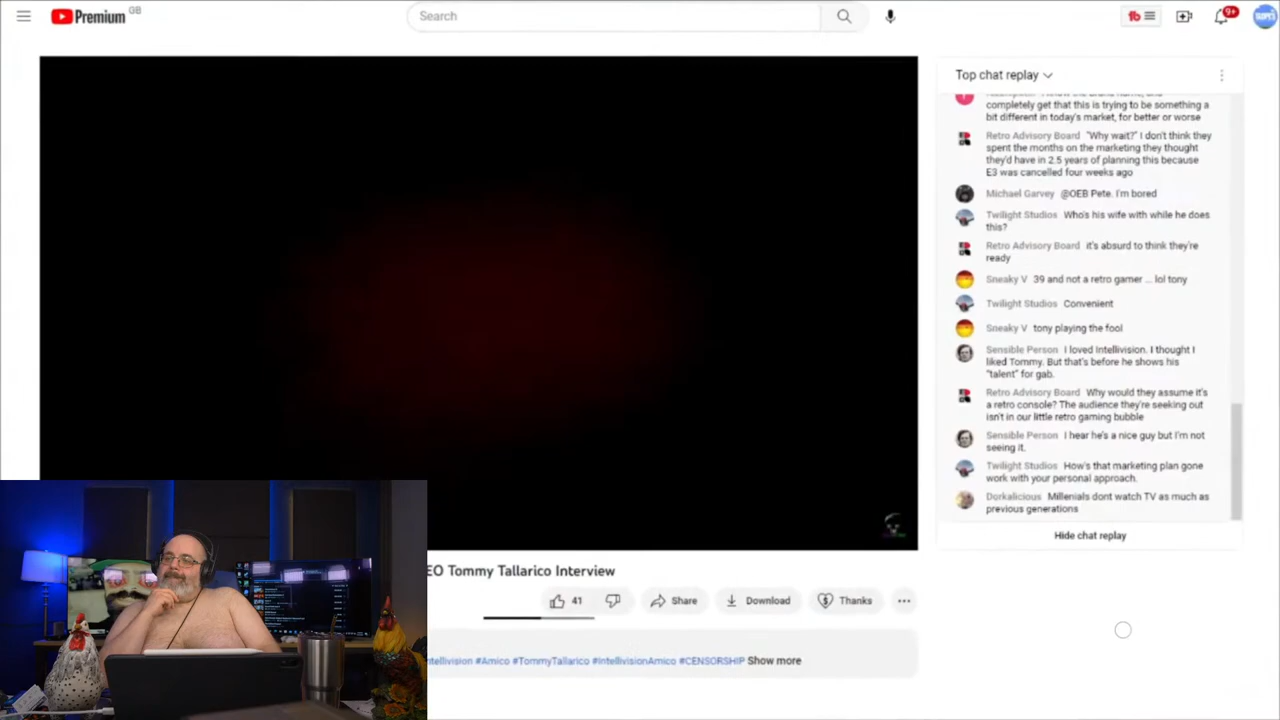 Premium GB
Search
9+
Top chat replay
completely get that this is trying to be something a
bit different in today's market, for better or worse
Retro Advisory Board "Why wait?" I don't think they
spent the months on the marketing they thought
they'd have in 2.5 years of planning this because
E3 was cancelled four weeks ago
Michael Garvey @OEB Pete. I'm bored
Twilight Studios Who's his wife with while he does
this?
Retro Advisory Board it's absurd to think they're
ready
Sneaky V 39 and not a retro gamer ... lol tony
Twilight Studios Convenient
Sneaky V tony playing the fool
Sensible Person I loved Intellivision. I thought I
liked Tommy. But that's before he shows his
"talent" for gab.
Retro Advisory Board Why would they assume it's
a retro console? The audience they're seeking out
isn't in our little retro gaming bubble
Sensible Person I hear he's a nice guy but I'm not
seeing it.
Twilight Studios How's that marketing plan gone
work with your personal approach.
Dorkalicious Millenials dont watch TV as much as
previous generations
Hide chat replay
EO Tommy Tallarico Interview
41 Share Download Thanks
ntellivision #Amico #TommyTallarico #IntellivisionAmico #CENSORSHIP Show more